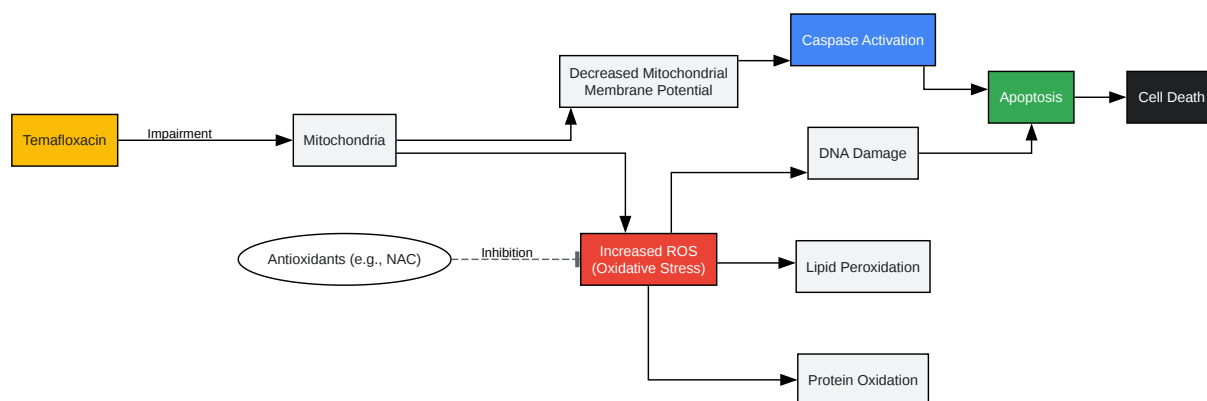 Temafloxacin
Impairment
Mitochondria
Decreased Mitochondrial
Membrane Potential
Caspase Activation
Apoptosis
Cell Death
DNA Damage
Antioxidants (e.g., NAC)
Inhibition
Increased ROS
(Oxidative Stress)
Lipid Peroxidation
Protein Oxidation